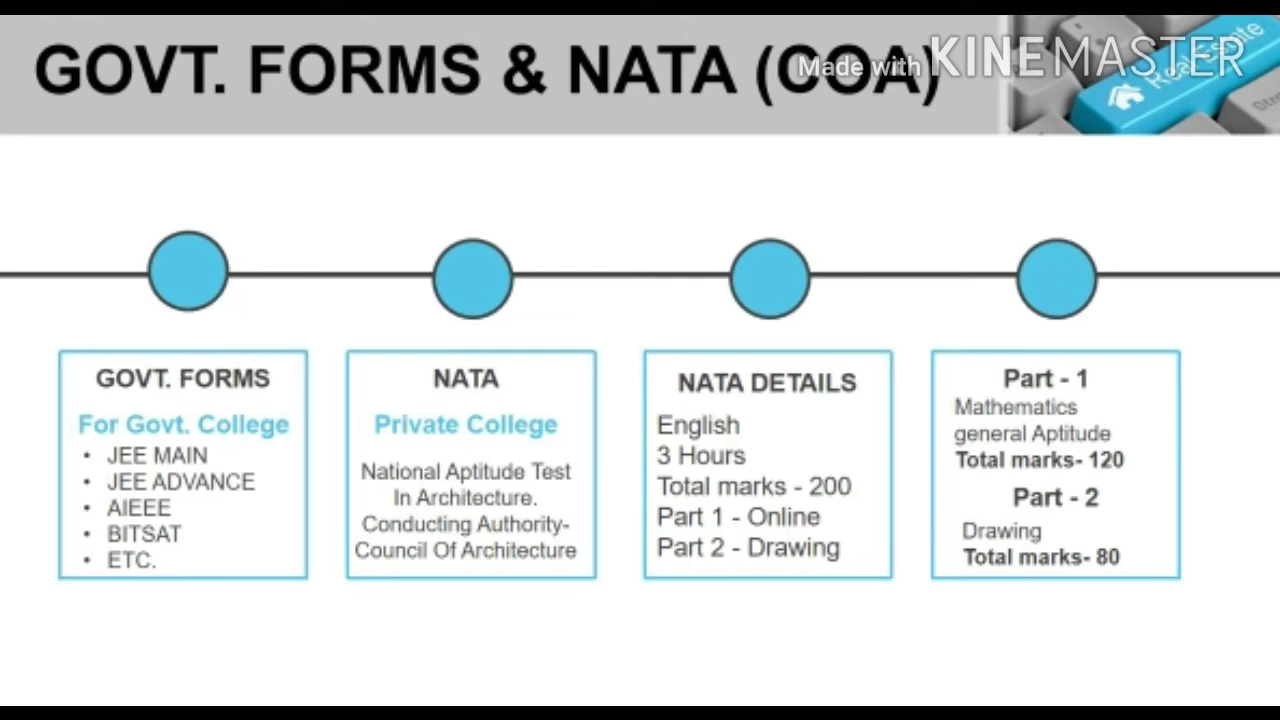 GOVT. FORMS & NATA (COA)
Made with KINEMASTER
Real Estate
GOVT. FORMS
For Govt. College
• JEE MAIN
• JEE ADVANCE
• AIEEE
• BITSAT
• ETC.
NATA
Private College
National Aptitude Test
In Architecture.
Conducting Authority-
Council Of Architecture
NATA DETAILS
English
3 Hours
Total marks - 200
Part 1 - Online
Part 2 - Drawing
Part - 1
Mathematics
general Aptitude
Total marks- 120
Part - 2
Drawing
Total marks- 80